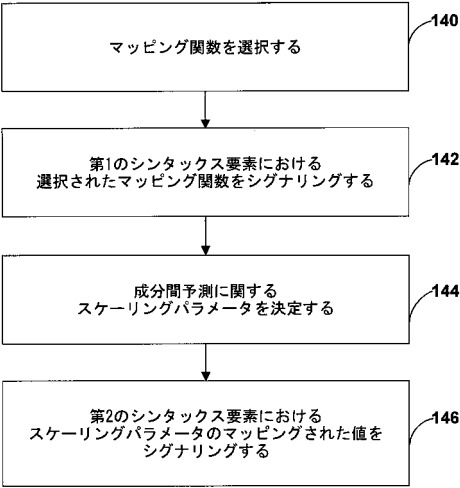 マッピング関数を選択する
140
第1のシンタックス要素における
選択されたマッピング関数をシグナリングする
142
成分間予測に関する
スケーリングパラメータを決定する
144
第2のシンタックス要素における
スケーリングパラメータのマッピングされた値を
シグナリングする
146